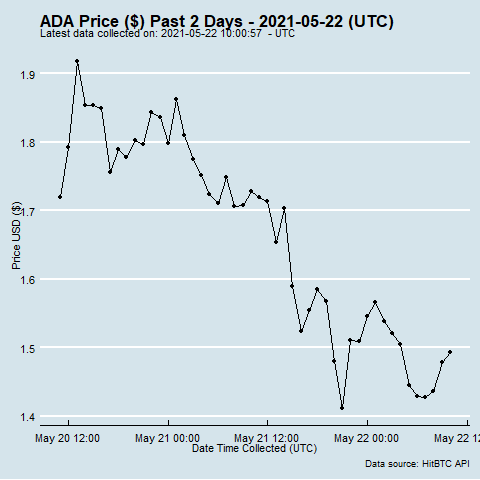 ADA Price ($) Past 2 Days - 2021-05-22 (UTC)
Latest data collected on: 2021-05-22 10:00:57  - UTC
1.9
1.8
1.7
1.6
1.5
1.4
Price USD ($)
May 20 12:00
May 21 00:00
May 21 12:00
May 22 00:00
May 22 12
Date Time Collected (UTC)
Data source: HitBTC API